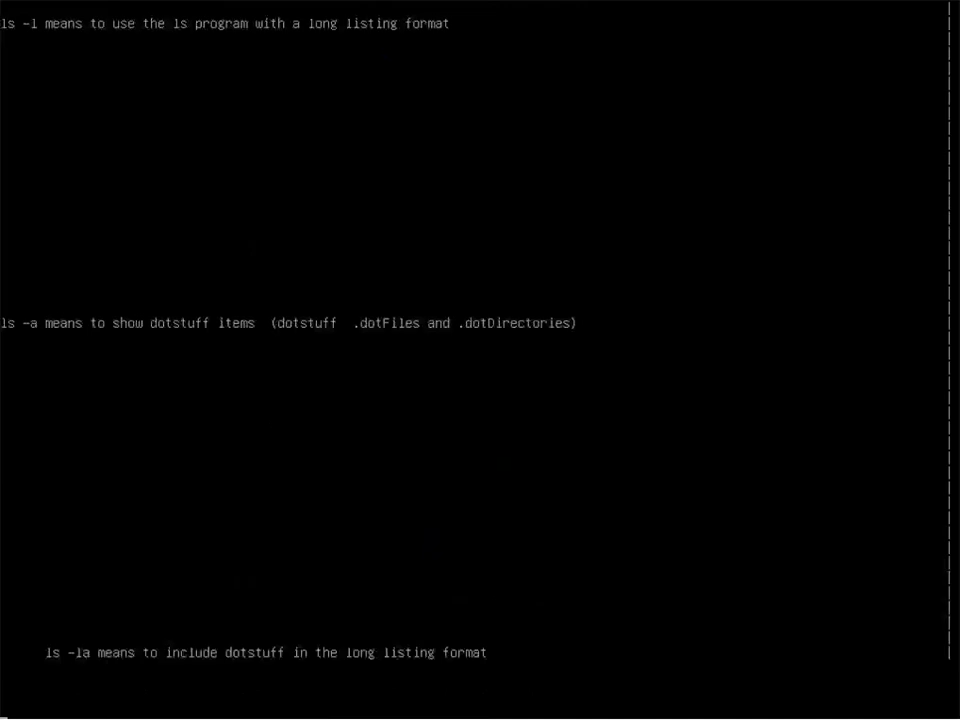 ls -l means to use the ls program with a long listing format
ls -a means to show dotstuff items  (dotstuff  .dotFiles and .dotDirectories)
ls -la means to include dotstuff in the long listing format